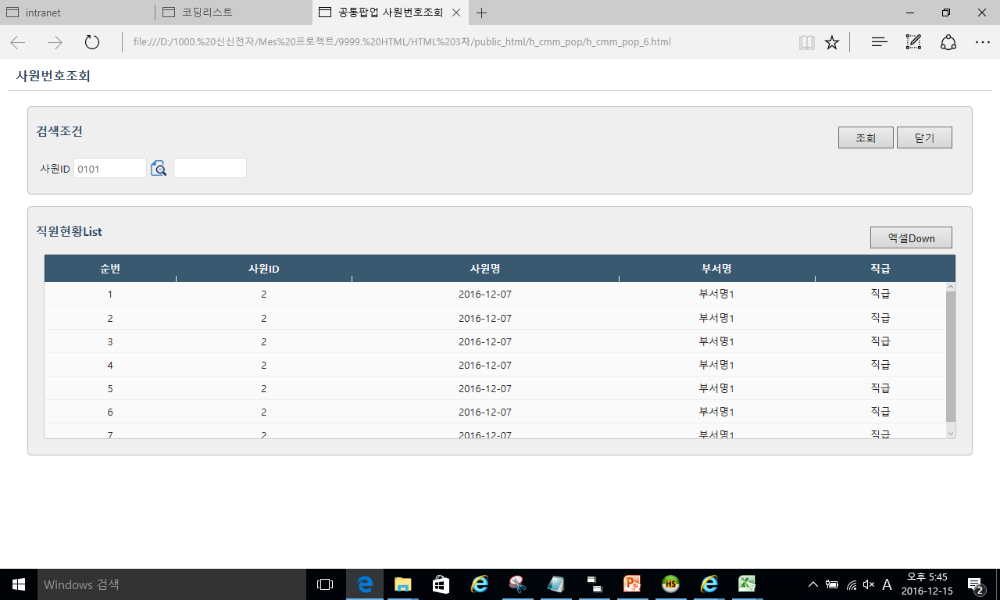 intranet 코딩리스트 공통팝업 사원번호조회
file:///D:/1000.%20신신전자/Mes%20프로젝트/9999.%20HTML/HTML%203차/public_html/h_cmm_pop/h_cmm_pop_6.html
사원번호조회
검색조건
조회 닫기
사원ID 0101
직원현황List
엑셀Down
순번 사원ID 사원명 부서명 직급
1 2 2016-12-07 부서명1 직급
2 2 2016-12-07 부서명1 직급
3 2 2016-12-07 부서명1 직급
4 2 2016-12-07 부서명1 직급
5 2 2016-12-07 부서명1 직급
6 2 2016-12-07 부서명1 직급
7 2 2016-12-07 부서명1 직급
Windows 검색
HS
A
오후 5:45
2016-12-15
2